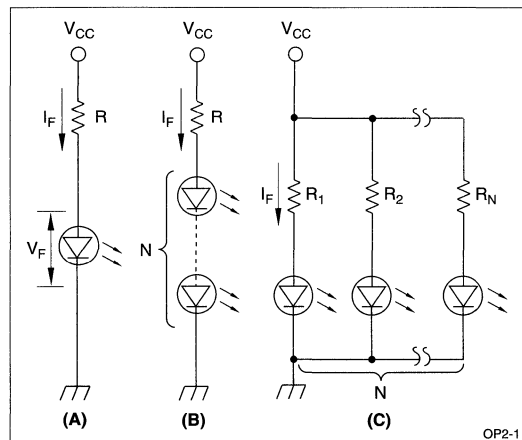 V_CC V_CC V_CC
I_F R I_F R
I_F R_1 R_2 R_N
V_F N
N
(A) (B) (C)
OP2-1